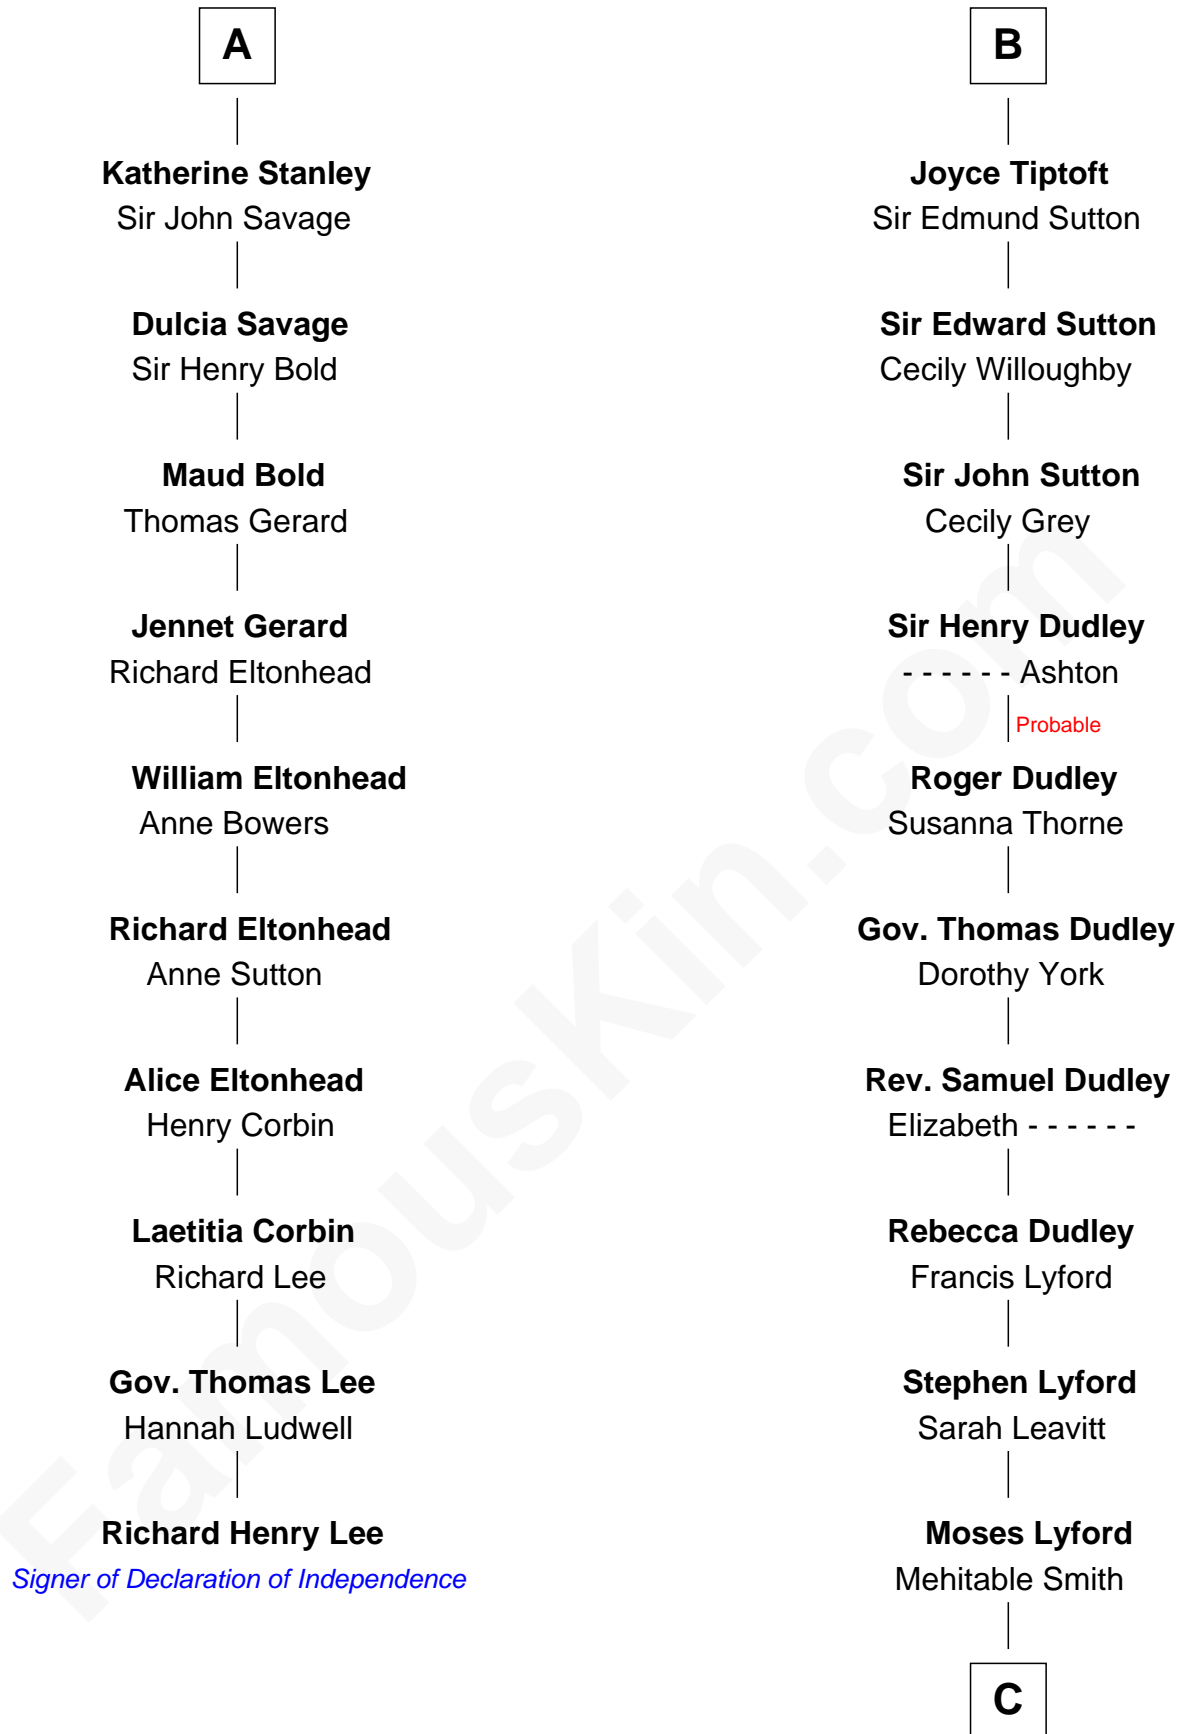 A
Katherine Stanley
Sir John Savage
Dulcia Savage
Sir Henry Bold
Maud Bold
Thomas Gerard
Jennet Gerard
Richard Eltonhead
William Eltonhead
Anne Bowers
Richard Eltonhead
Anne Sutton
Alice Eltonhead
Henry Corbin
Laetitia Corbin
Richard Lee
Gov. Thomas Lee
Hannah Ludwell
Richard Henry Lee
Signer of Declaration of Independence
B
Joyce Tiptoft
Sir Edmund Sutton
Sir Edward Sutton
Cecily Willoughby
Sir John Sutton
Cecily Grey
Sir Henry Dudley
- - - - - - Ashton
Probable
Roger Dudley
Susanna Thorne
Gov. Thomas Dudley
Dorothy York
Rev. Samuel Dudley
Elizabeth - - - - - -
Rebecca Dudley
Francis Lyford
Stephen Lyford
Sarah Leavitt
Moses Lyford
Mehitable Smith
C
FamousKin.com